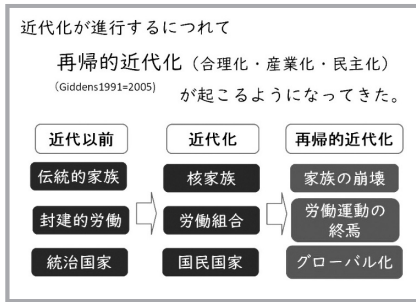 近代化が進行するにつれて
再帰的近代化（合理化・産業化・民主化）
(Giddens1991=2005)
が起こるようになってきた。
近代以前
近代化
再帰的近代化
伝統的家族
核家族
家族の崩壊
封建的労働
労働組合
労働運動の
終焉
統治国家
国民国家
グローバル化